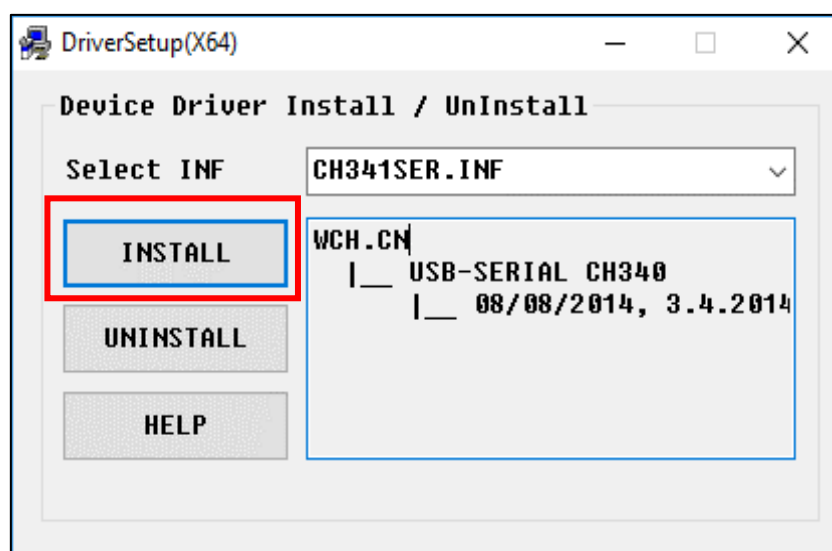 DriverSetup(X64)
Device Driver Install / UnInstall
Select INF
CH341SER.INF
INSTALL
UNINSTALL
HELP
WCH.CN
|__ USB-SERIAL CH340
|__ 08/08/2014, 3.4.2014